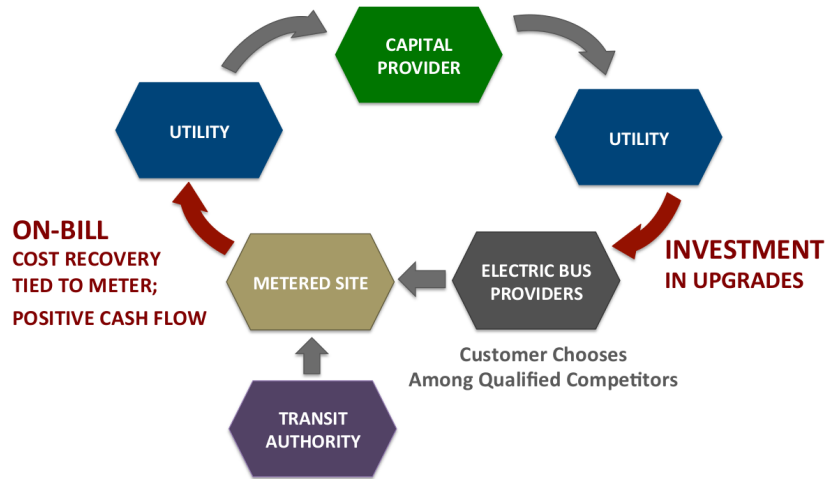 CAPITAL
PROVIDER
UTILITY
UTILITY
ON-BILL
COST RECOVERY
TIED TO METER;
POSITIVE CASH FLOW
METERED SITE
ELECTRIC BUS
PROVIDERS
INVESTMENT
IN UPGRADES
Customer Chooses
Among Qualified Competitors
TRANSIT
AUTHORITY